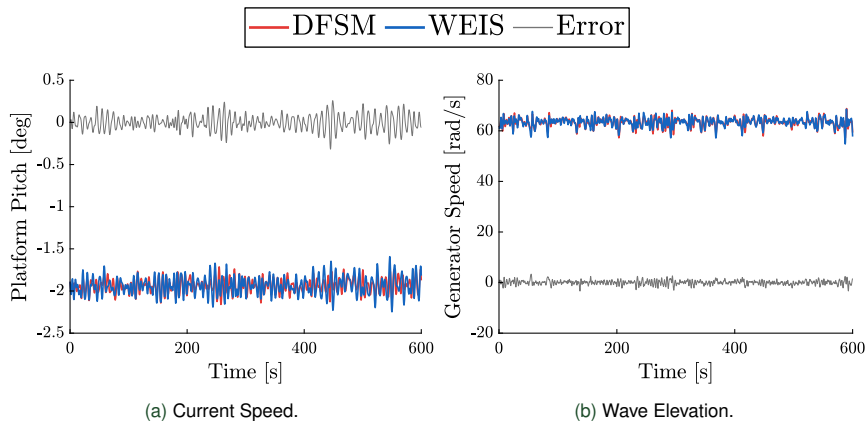 DFSM WEIS Error
Platform Pitch [deg]
0.5
0
-0.5
-1
-1.5
-2
-2.5
0 200 400 600
Time [s]
(a) Current Speed.
Generator Speed [rad/s]
80
60
40
20
0
-20
0 200 400 600
Time [s]
(b) Wave Elevation.